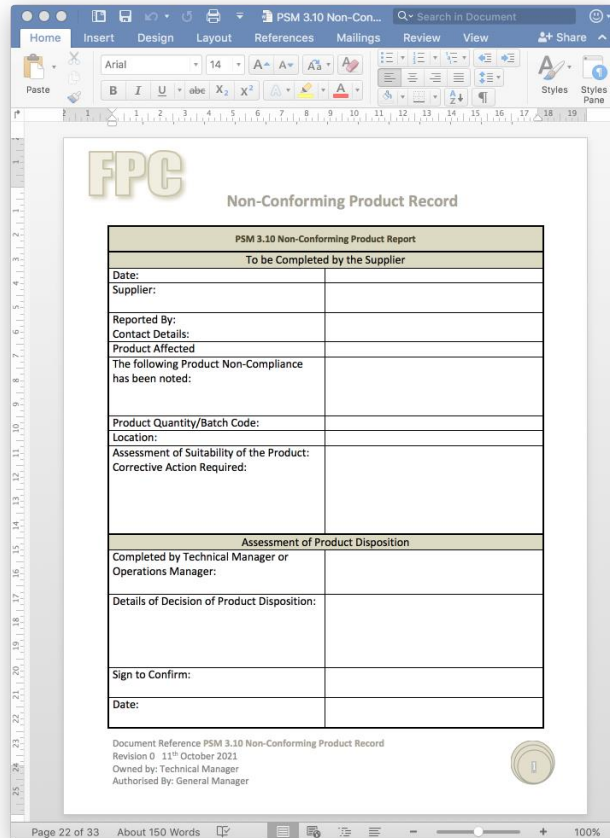 PSM 3.10 Non-Con...
Search in Document
Home Insert Design Layout References Mailings Review View Share
Paste
Arial 14
Styles Styles Pane
B I U abc X2 X2 A A
FPC
Non-Conforming Product Record
PSM 3.10 Non-Conforming Product Report
To be Completed by the Supplier
Date:
Supplier:
Reported By:
Contact Details:
Product Affected
The following Product Non-Compliance
has been noted:
Product Quantity/Batch Code:
Location:
Assessment of Suitability of the Product:
Corrective Action Required:
Assessment of Product Disposition
Completed by Technical Manager or
Operations Manager:
Details of Decision of Product Disposition:
Sign to Confirm:
Date:
Document Reference PSM 3.10 Non-Conforming Product Record
Revision 0 11th October 2021
Owned by: Technical Manager
Authorised By: General Manager
Page 22 of 33 About 150 Words 100%